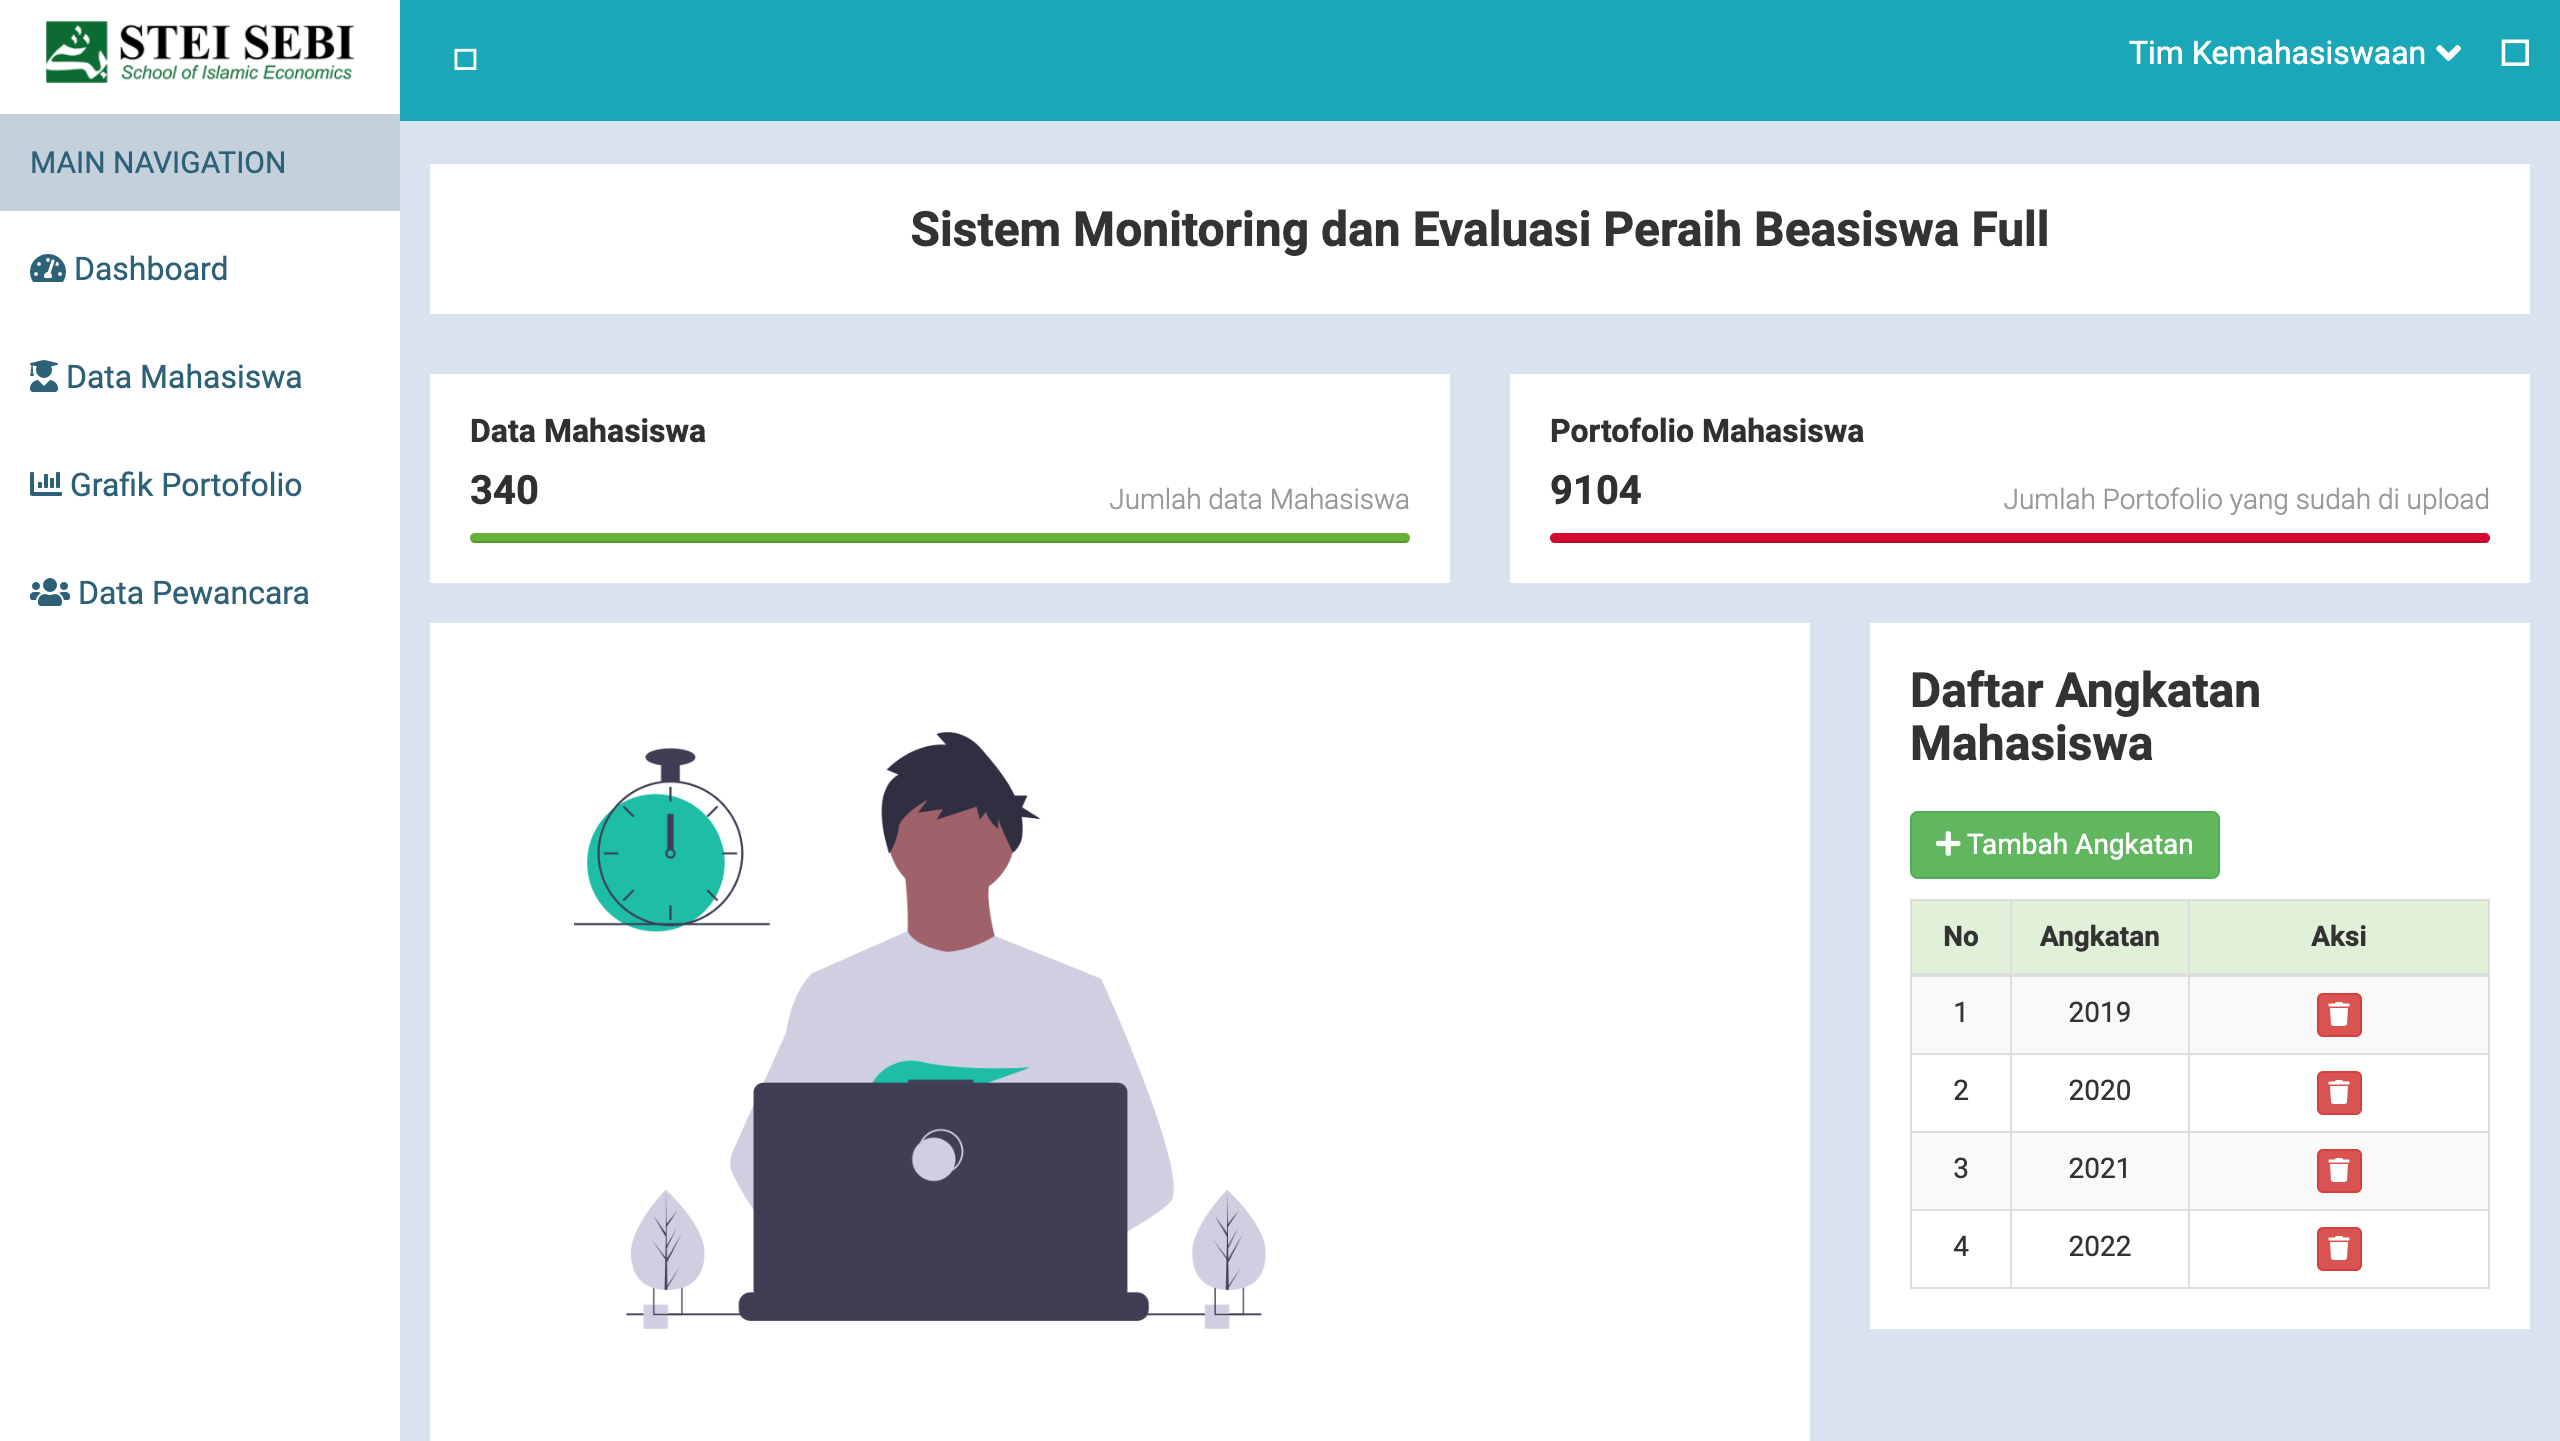 STEI SEBI
School of Islamic Economics
Tim Kemahasiswaan
MAIN NAVIGATION
Dashboard
Data Mahasiswa
Grafik Portofolio
Data Pewancara
Sistem Monitoring dan Evaluasi Peraih Beasiswa Full
Data Mahasiswa
340
Jumlah data Mahasiswa
Portofolio Mahasiswa
9104
Jumlah Portofolio yang sudah di upload
Daftar Angkatan
Mahasiswa
Tambah Angkatan
No Angkatan Aksi
1 2019
2 2020
3 2021
4 2022